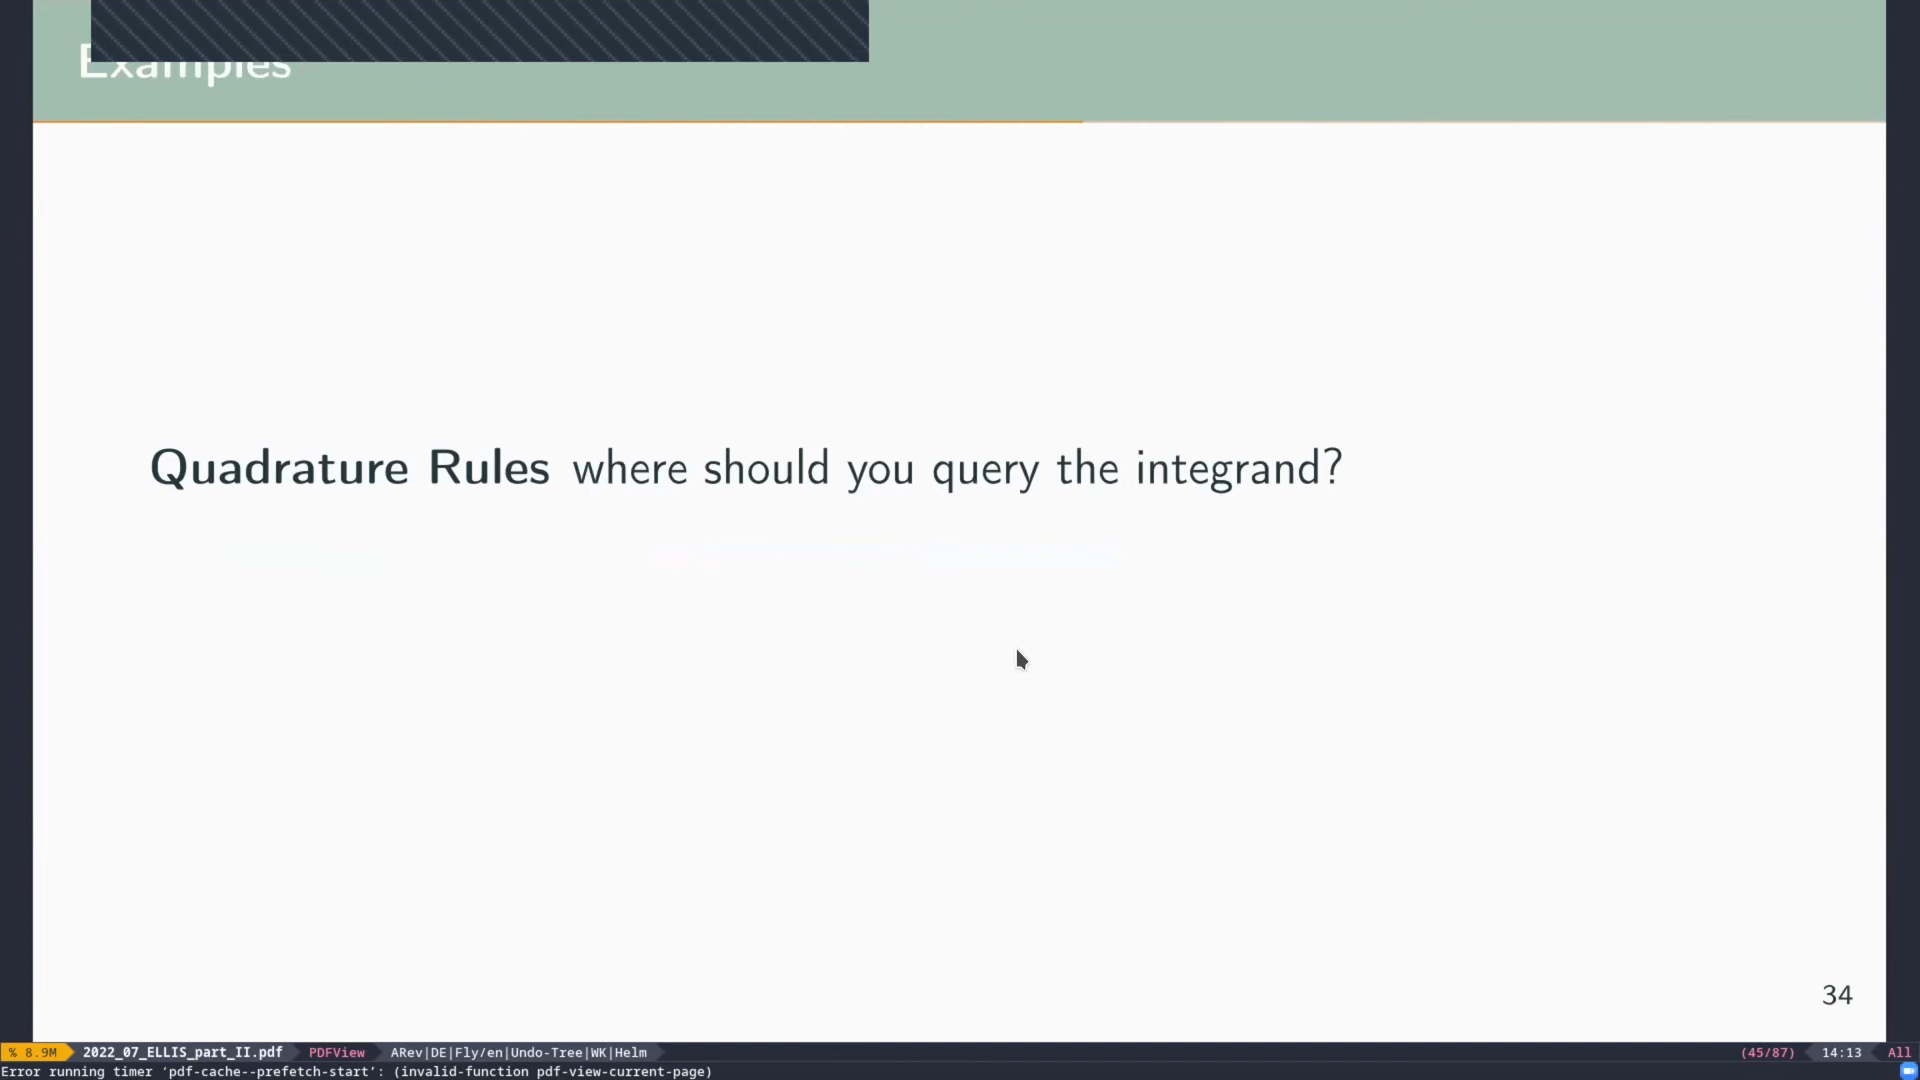 Examples
Quadrature Rules where should you query the integrand?
34
% 8.9M 2022_07_ELLIS_part_II.pdf PDFView ARev|DE|Fly/en|Undo-Tree|WK|Helm (45/87) 14:13 All
Error running timer ‘pdf-cache--prefetch-start’: (invalid-function pdf-view-current-page)